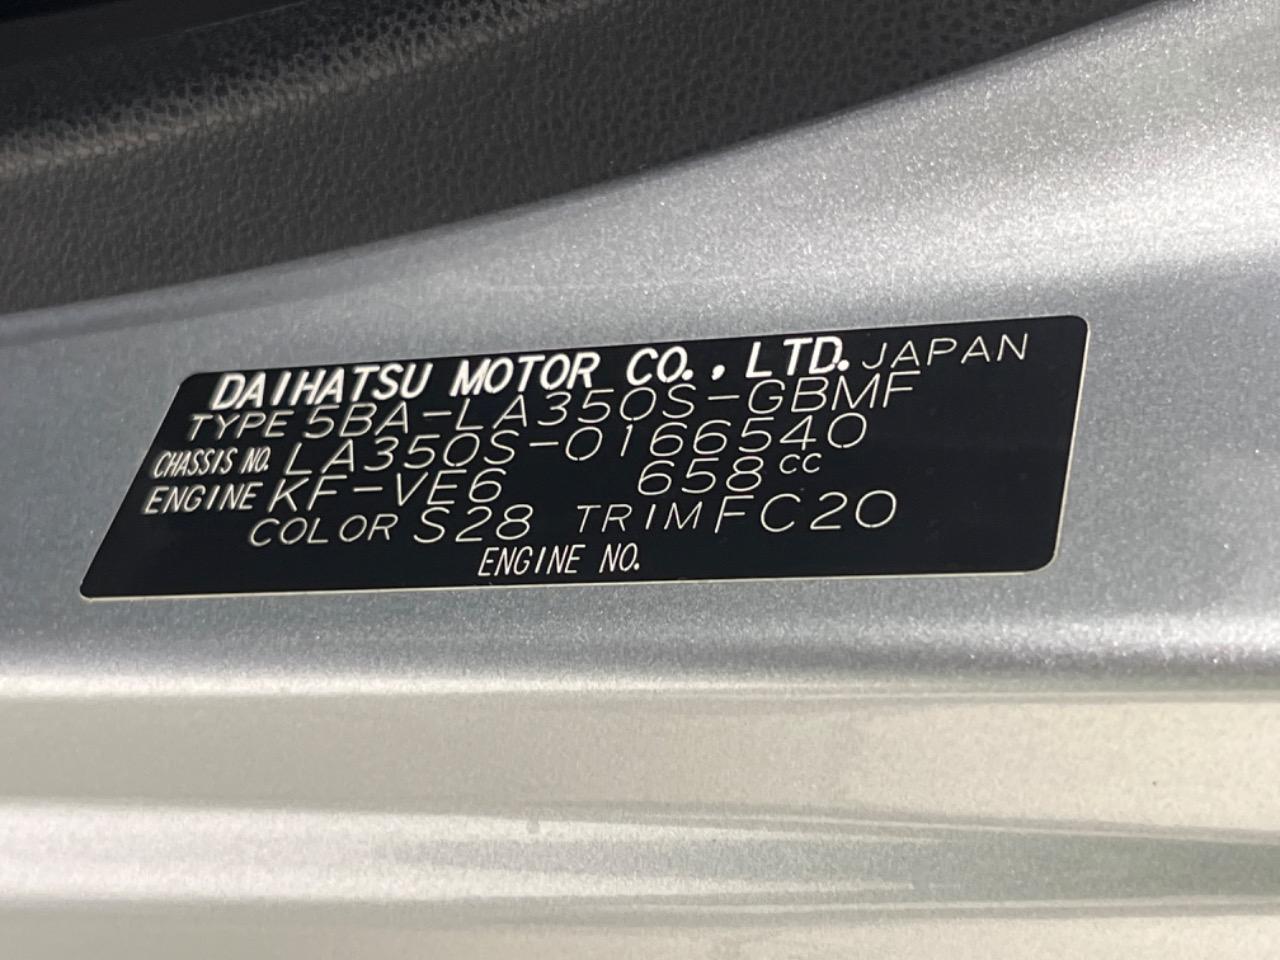 DAIHATSU MOTOR CO., LTD. JAPAN
TYPE 5BA-LA350S-GBMF
CHASSIS NO. LA350S-0166540
ENGINE KF-VE6 658cc
COLOR S28 TRIM FC20
ENGINE NO.